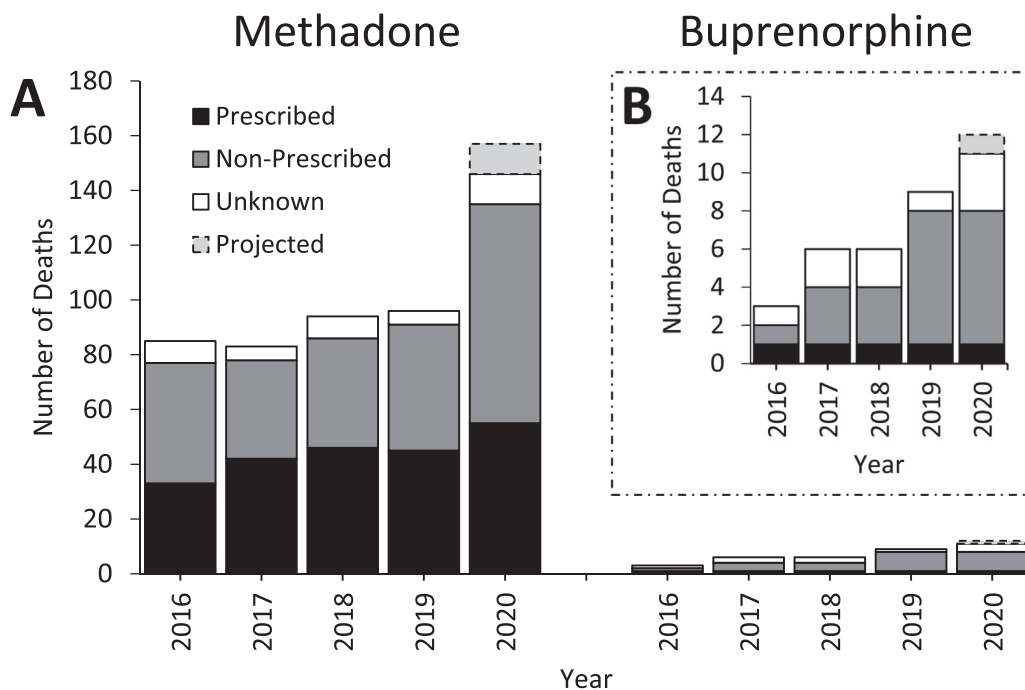 Methadone
Buprenorphine
A
Number of Deaths
180
160
140
120
100
80
60
40
20
0
Prescribed
Non-Prescribed
Unknown
Projected
2016
2017
2018
2019
2020
B
Number of Deaths
14
12
10
8
6
4
2
0
2016
2017
2018
2019
2020
Year
2016
2017
2018
2019
2020
Year